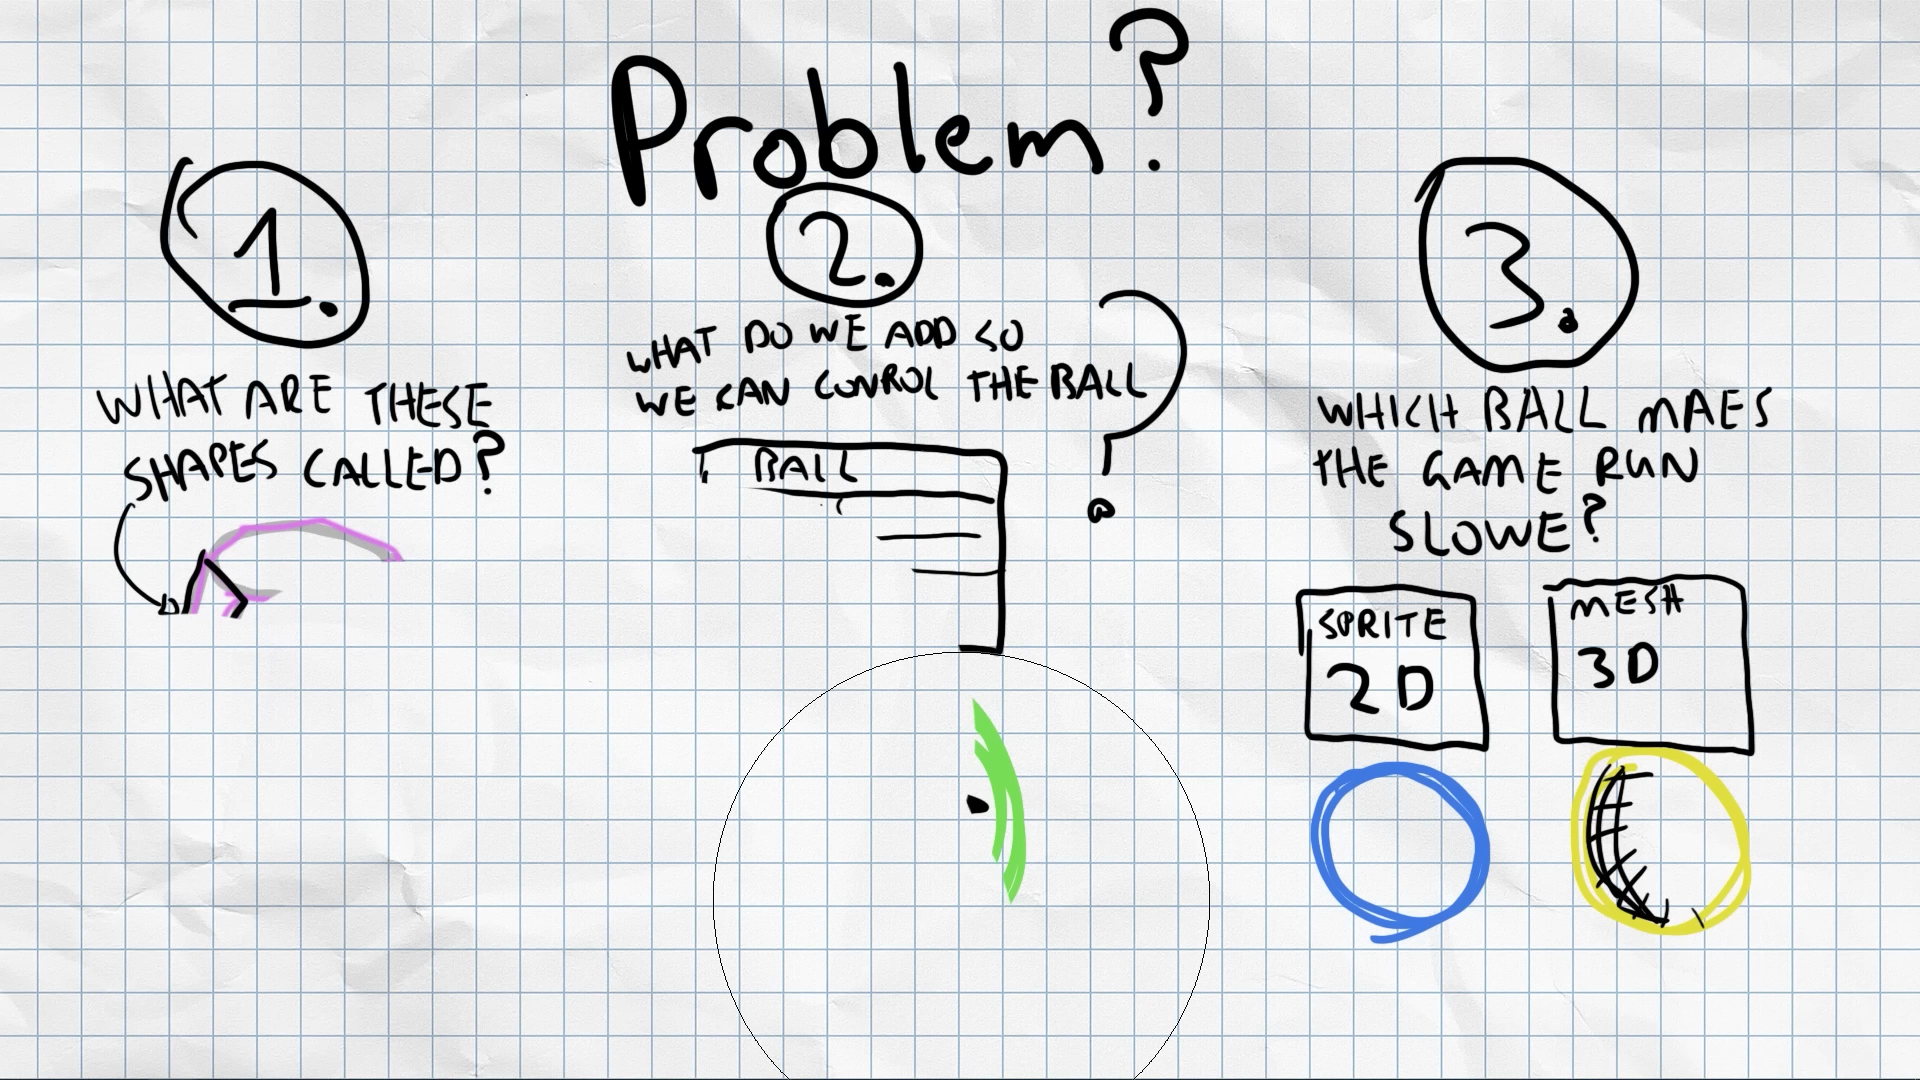 Problem?
1.
WHAT ARE THESE
SHAPES CALLED?
2.
WHAT DO WE ADD SO
WE CAN CONROL THE BALL?
BALL
3.
WHICH BALL MAES
THE GAME RUN
SLOWE?
SPRITE
2D
MESH
3D